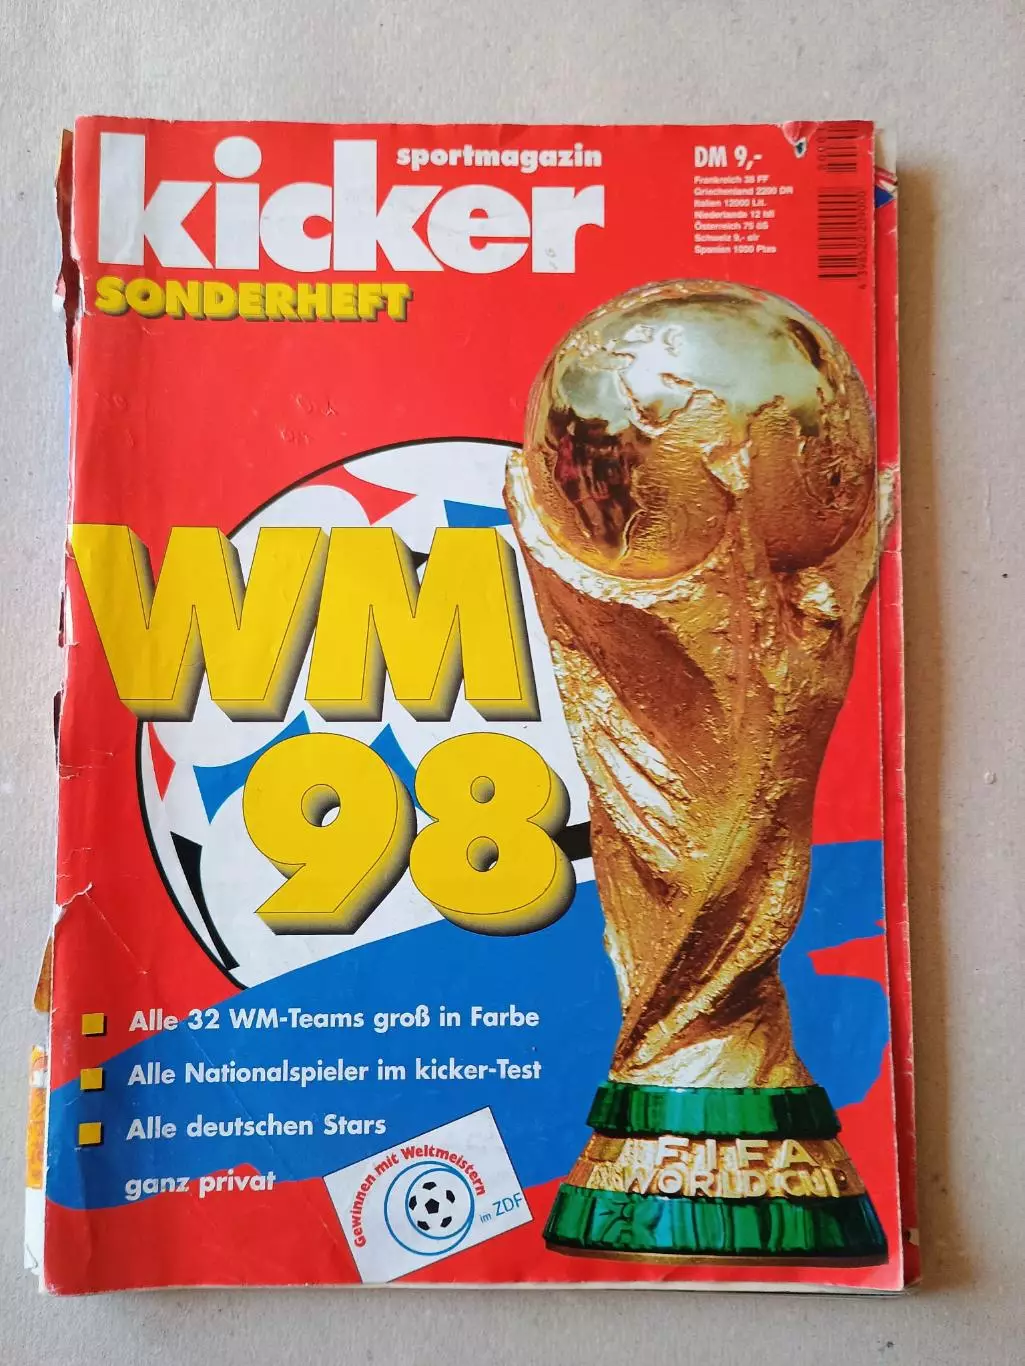 kicker
sportmagazin
SONDERHEFT
DM 9,-
Frankreich 38 FF
Griechenland 2200 DR
Italien 12000 Lit.
Niederlande 12 hfl
Österreich 75 öS
Schweiz 9,- sfr
Spanien 1000 Ptas
WM
98
Alle 32 WM-Teams groß in Farbe
Alle Nationalspieler im kicker-Test
Alle deutschen Stars
ganz privat
Gewinnen mit Weltmeistern
im ZDF
FIFA
WORLD CUP